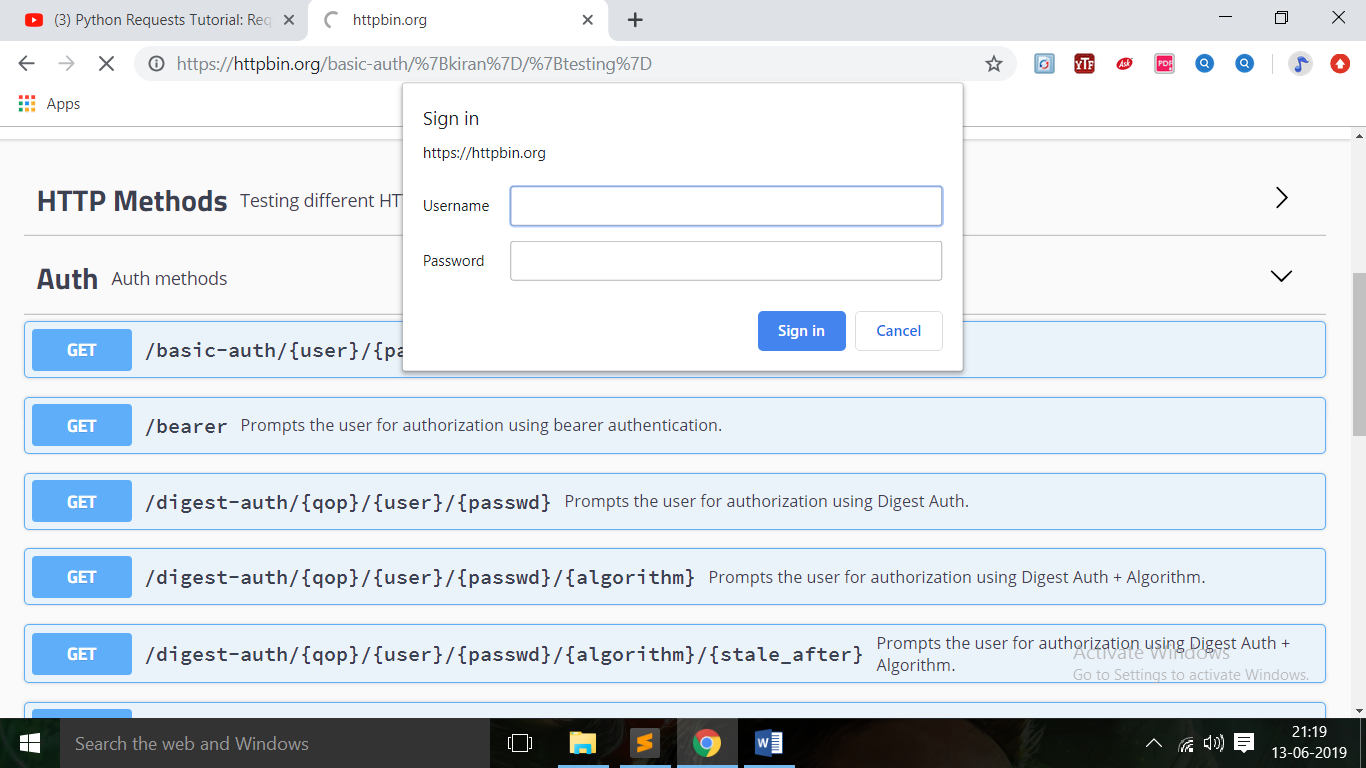 (3) Python Requests Tutorial: Req
httpbin.org
https://httpbin.org/basic-auth/%7Bkiran%7D/%7Btesting%7D
YTF
Ask
PDF
Apps
Sign in
https://httpbin.org
Username
Password
Sign in
Cancel
HTTP Methods Testing different HT
Auth Auth methods
GET /basic-auth/{user}/{pa
GET /bearer Prompts the user for authorization using bearer authentication.
GET /digest-auth/{qop}/{user}/{passwd} Prompts the user for authorization using Digest Auth.
GET /digest-auth/{qop}/{user}/{passwd}/{algorithm} Prompts the user for authorization using Digest Auth + Algorithm.
GET /digest-auth/{qop}/{user}/{passwd}/{algorithm}/{stale_after} Prompts the user for authorization using Digest Auth +
Algorithm.
Activate Windows
Go to Settings to activate Windows.
Search the web and Windows
21:19
13-06-2019